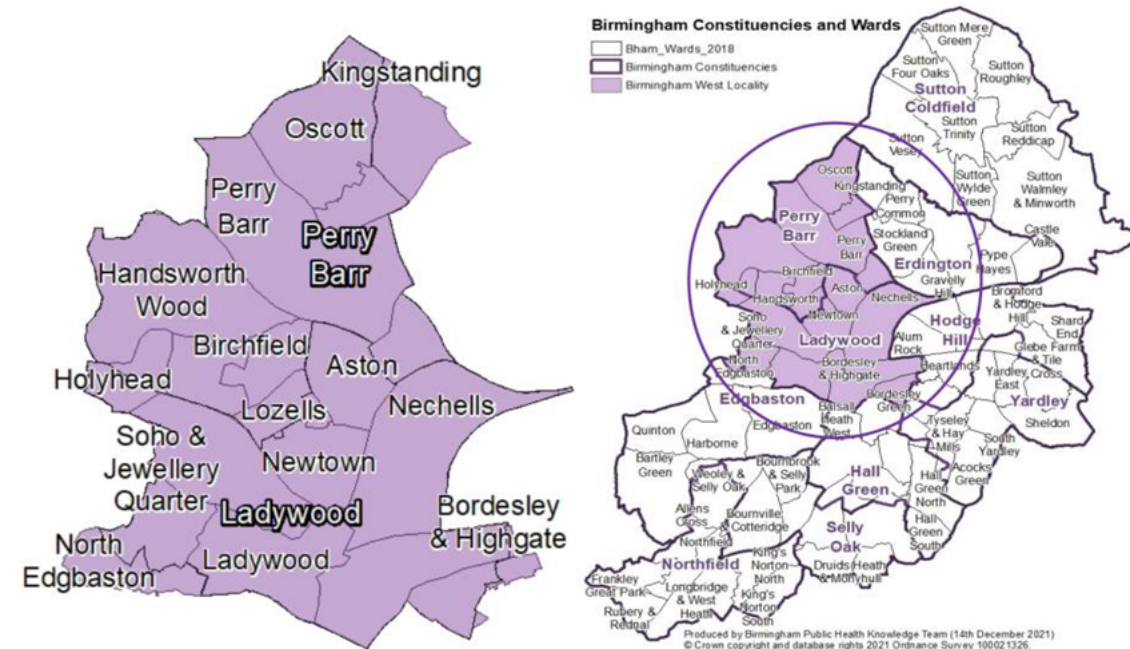 Kingstanding
Oscott
Perry
Barr
Perry
Barr
Handsworth
Wood
Birchfield
Aston
Holyhead
Lozells
Nechells
Soho &
Jewellery
Quarter
Newtown
Ladywood
Bordesley
& Highgate
North
Edgbaston
Ladywood
Birmingham Constituencies and Wards
Bham_Wards_2018
Birmingham Constituencies
Birmingham West Locality
Sutton Mere
Green
Sutton
Four Oaks
Sutton
Roughley
Sutton
Coldfield
Sutton
Trinity
Sutton
Reddicap
Sutton
Vesey
Sutton
Wylde
Green
Sutton
Walmley
& Minworth
Oscott
Kingstanding
Perry
Common
Perry
Barr
Stockland
Green
Perry
Barr
Castle
Vale
Erdington
Pype
Hayes
Gravelly
Hill
Birchfield
Holyhead
Aston
Handsworth
Nechells
Newtown
Bromford
& Hodge
Hill
Hodge
Hill
Soho
& Jewellery
Quarter
Ladywood
Alum
Rock
Shard
End
Glebe Farm
& Tile
Cross
North
Edgbaston
Bordesley
& Highgate
Heartlands
Yardley
East
Edgbaston
Bordesley
Green
Yardley
Balsall
Heath
West
Edgbaston
Tyseley
& Hay
Mills
Sheldon
Quinton
Harborne
South
Yardley
Bartley
Green
Weoley &
Selly Oak
Bournbrook
& Selly
Park
Hall
Green
Acocks
Green
Hall
Green
North
Allens
Cross
Bournville
& Cotteridge
Hall
Green
South
Northfield
Selly
Oak
Northfield
King's
Norton
North
Druids Heath
& Monyhull
Frankley
Great Park
Longbridge
& West
Heath
King's
Norton
South
Rubery &
Rednal
Produced by Birmingham Public Health Knowledge Team (14th December 2021)
© Crown copyright and database rights 2021 Ordnance Survey 100021326.